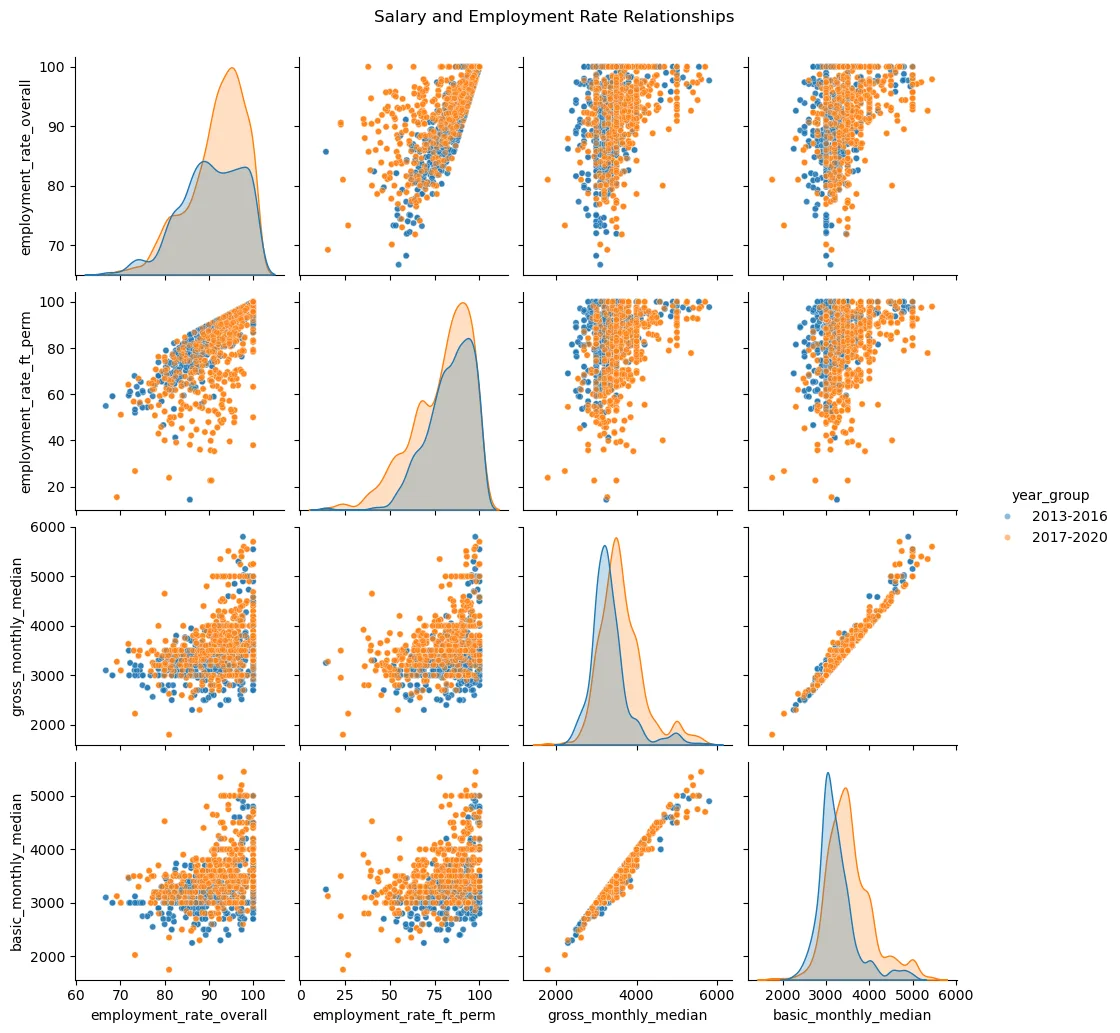 Salary and Employment Rate Relationships
employment_rate_overall
100
90
80
70
employment_rate_ft_perm
100
80
60
40
20
year_group
2013-2016
2017-2020
gross_monthly_median
6000
5000
4000
3000
2000
basic_monthly_median
5000
4000
3000
2000
60 70 80 90 100 0 25 50 75 100 2000 4000 6000 2000 3000 4000 5000 6000
employment_rate_overall employment_rate_ft_perm gross_monthly_median basic_monthly_median